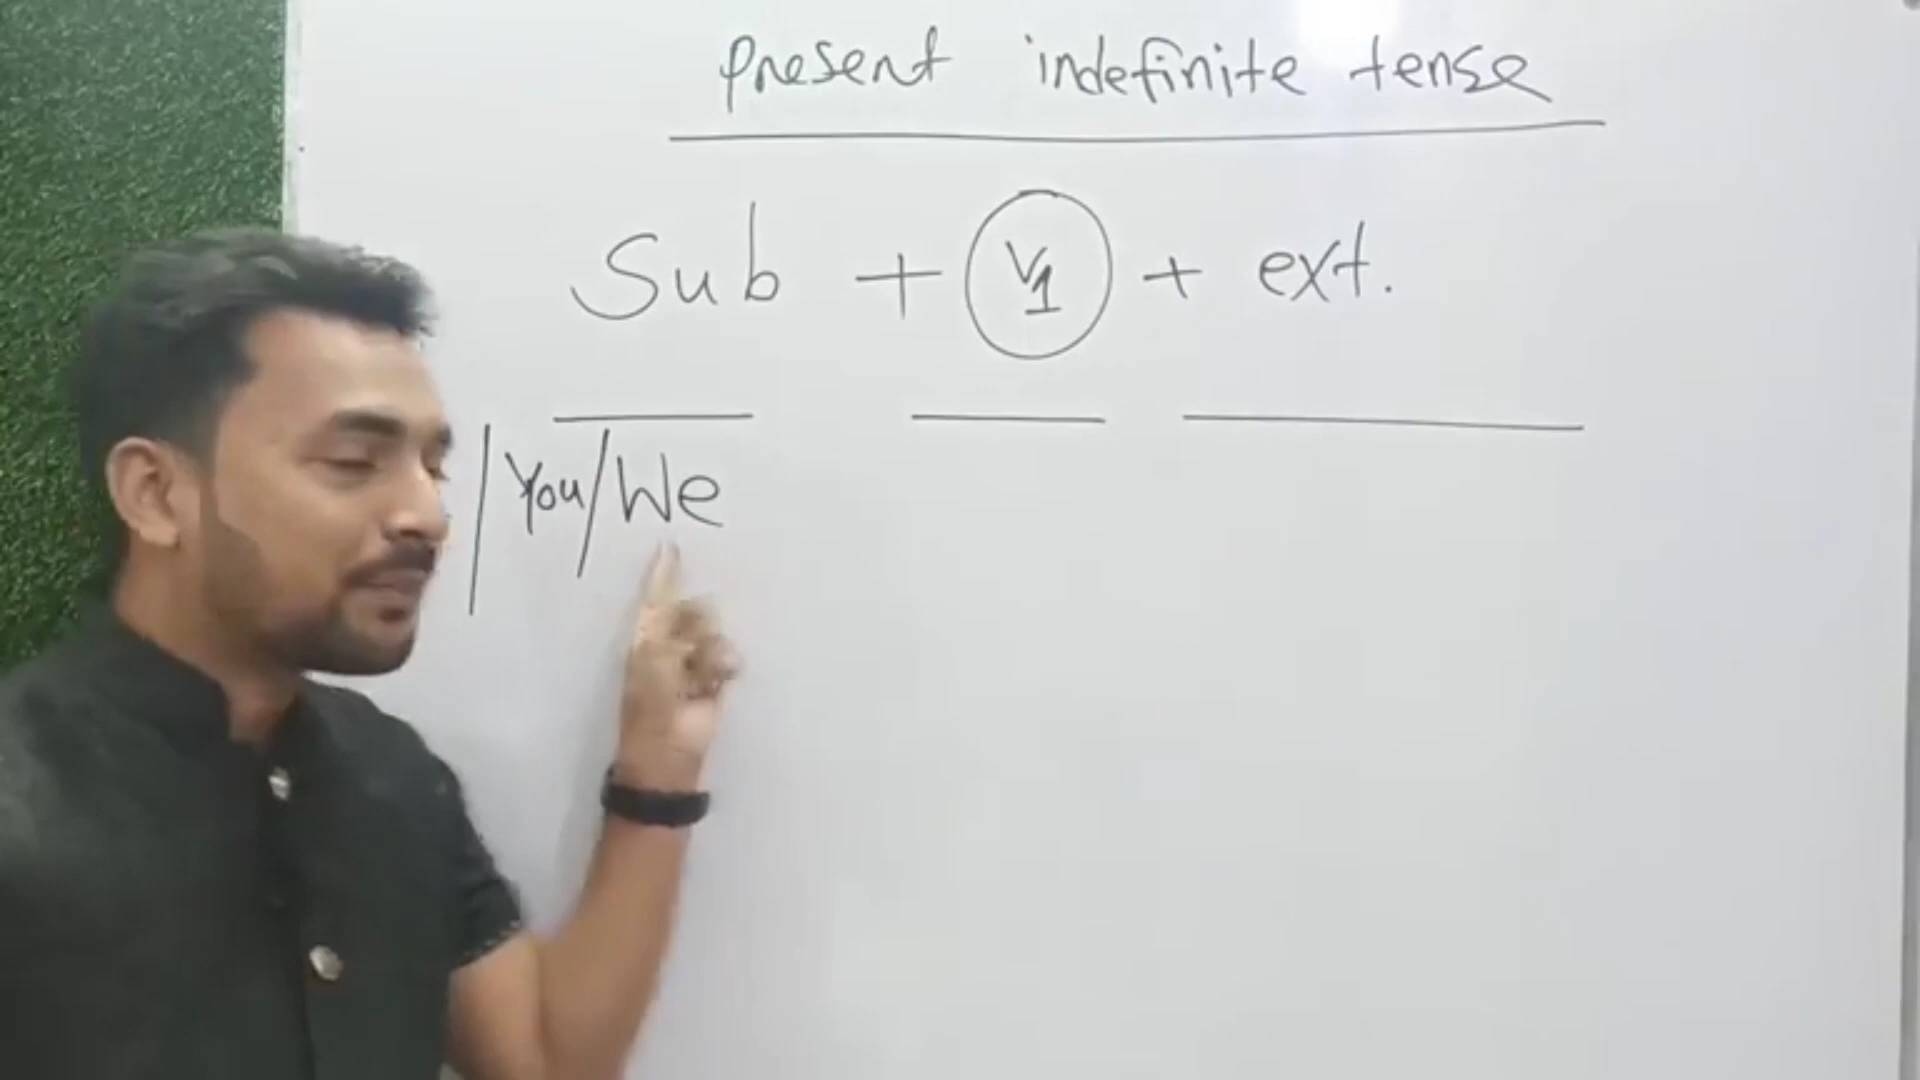 present indefinite tense
Sub + V1 + ext.
/ You / We